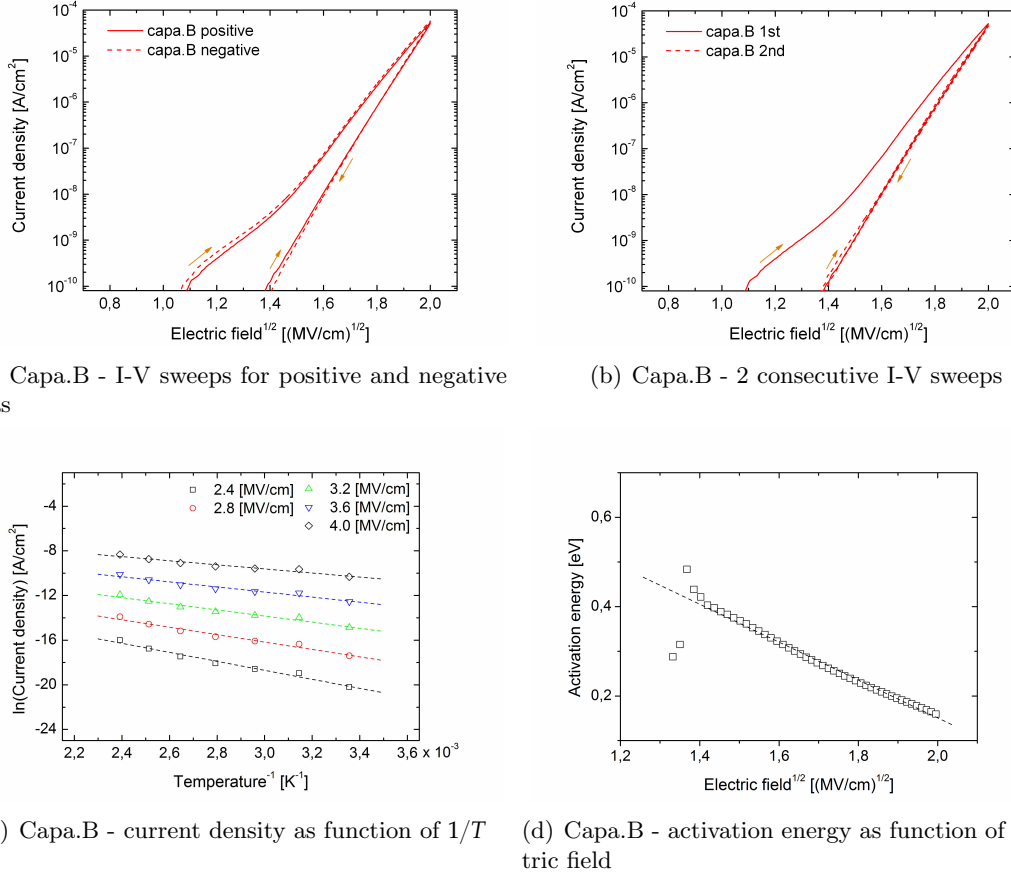 10^-4
10^-5
10^-6
10^-7
10^-8
10^-9
10^-10
Current density [A/cm^2]
capa.B positive
capa.B negative
0,8 1,0 1,2 1,4 1,6 1,8 2,0
Electric field^1/2 [(MV/cm)^1/2]
10^-4
10^-5
10^-6
10^-7
10^-8
10^-9
10^-10
Current density [A/cm^2]
capa.B 1st
capa.B 2nd
0,8 1,0 1,2 1,4 1,6 1,8 2,0
Electric field^1/2 [(MV/cm)^1/2]
Capa.B - I-V sweeps for positive and negative
s
(b) Capa.B - 2 consecutive I-V sweeps
-4
-8
-12
-16
-20
-24
ln(Current density) [A/cm^2]
2.4 [MV/cm]
2.8 [MV/cm]
3.2 [MV/cm]
3.6 [MV/cm]
4.0 [MV/cm]
2,2 2,4 2,6 2,8 3,0 3,2 3,4 3,6 x 10^-3
Temperature^-1 [K^-1]
0,6
0,4
0,2
Activation energy [eV]
1,2 1,4 1,6 1,8 2,0
Electric field^1/2 [(MV/cm)^1/2]
) Capa.B - current density as function of 1/T
(d) Capa.B - activation energy as function of
tric field